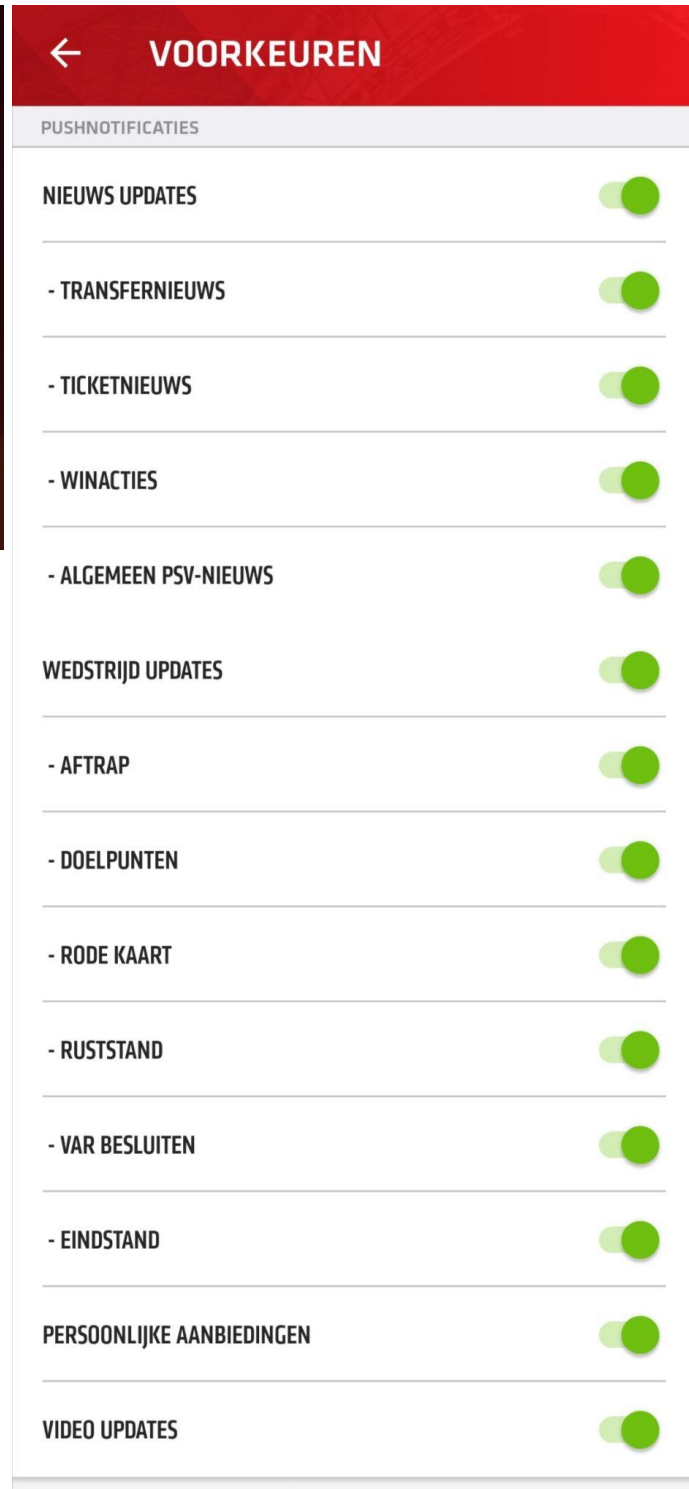 VOORKEUREN
PUSHNOTIFICATIES
NIEUWS UPDATES
- TRANSFERNIEUWS
- TICKETNIEUWS
- WINACTIES
- ALGEMEEN PSV-NIEUWS
WEDSTRIJD UPDATES
- AFTRAP
- DOELPUNTEN
- RODE KAART
- RUSTSTAND
- VAR BESLUITEN
- EINDSTAND
PERSOONLIJKE AANBIEDINGEN
VIDEO UPDATES